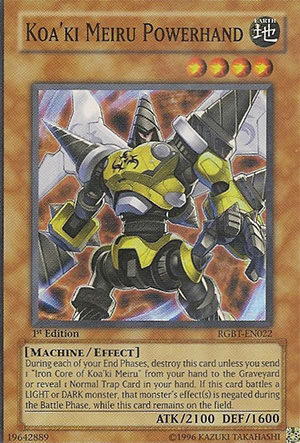 KOA'KI MEIRU POWERHAND
EARTH
地
1st Edition
RGBT-EN022
[MACHINE / EFFECT]
During each of your End Phases, destroy this card unless you send
1 "Iron Core of Koa'ki Meiru" from your hand to the Graveyard
or reveal 1 Normal Trap Card in your hand. If this card battles a
LIGHT or DARK monster, that monster's effect(s) is negated during
the Battle Phase, while this card remains on the field.
ATK/2100 DEF/1600
19642889
©1996 KAZUKI TAKAHASHI